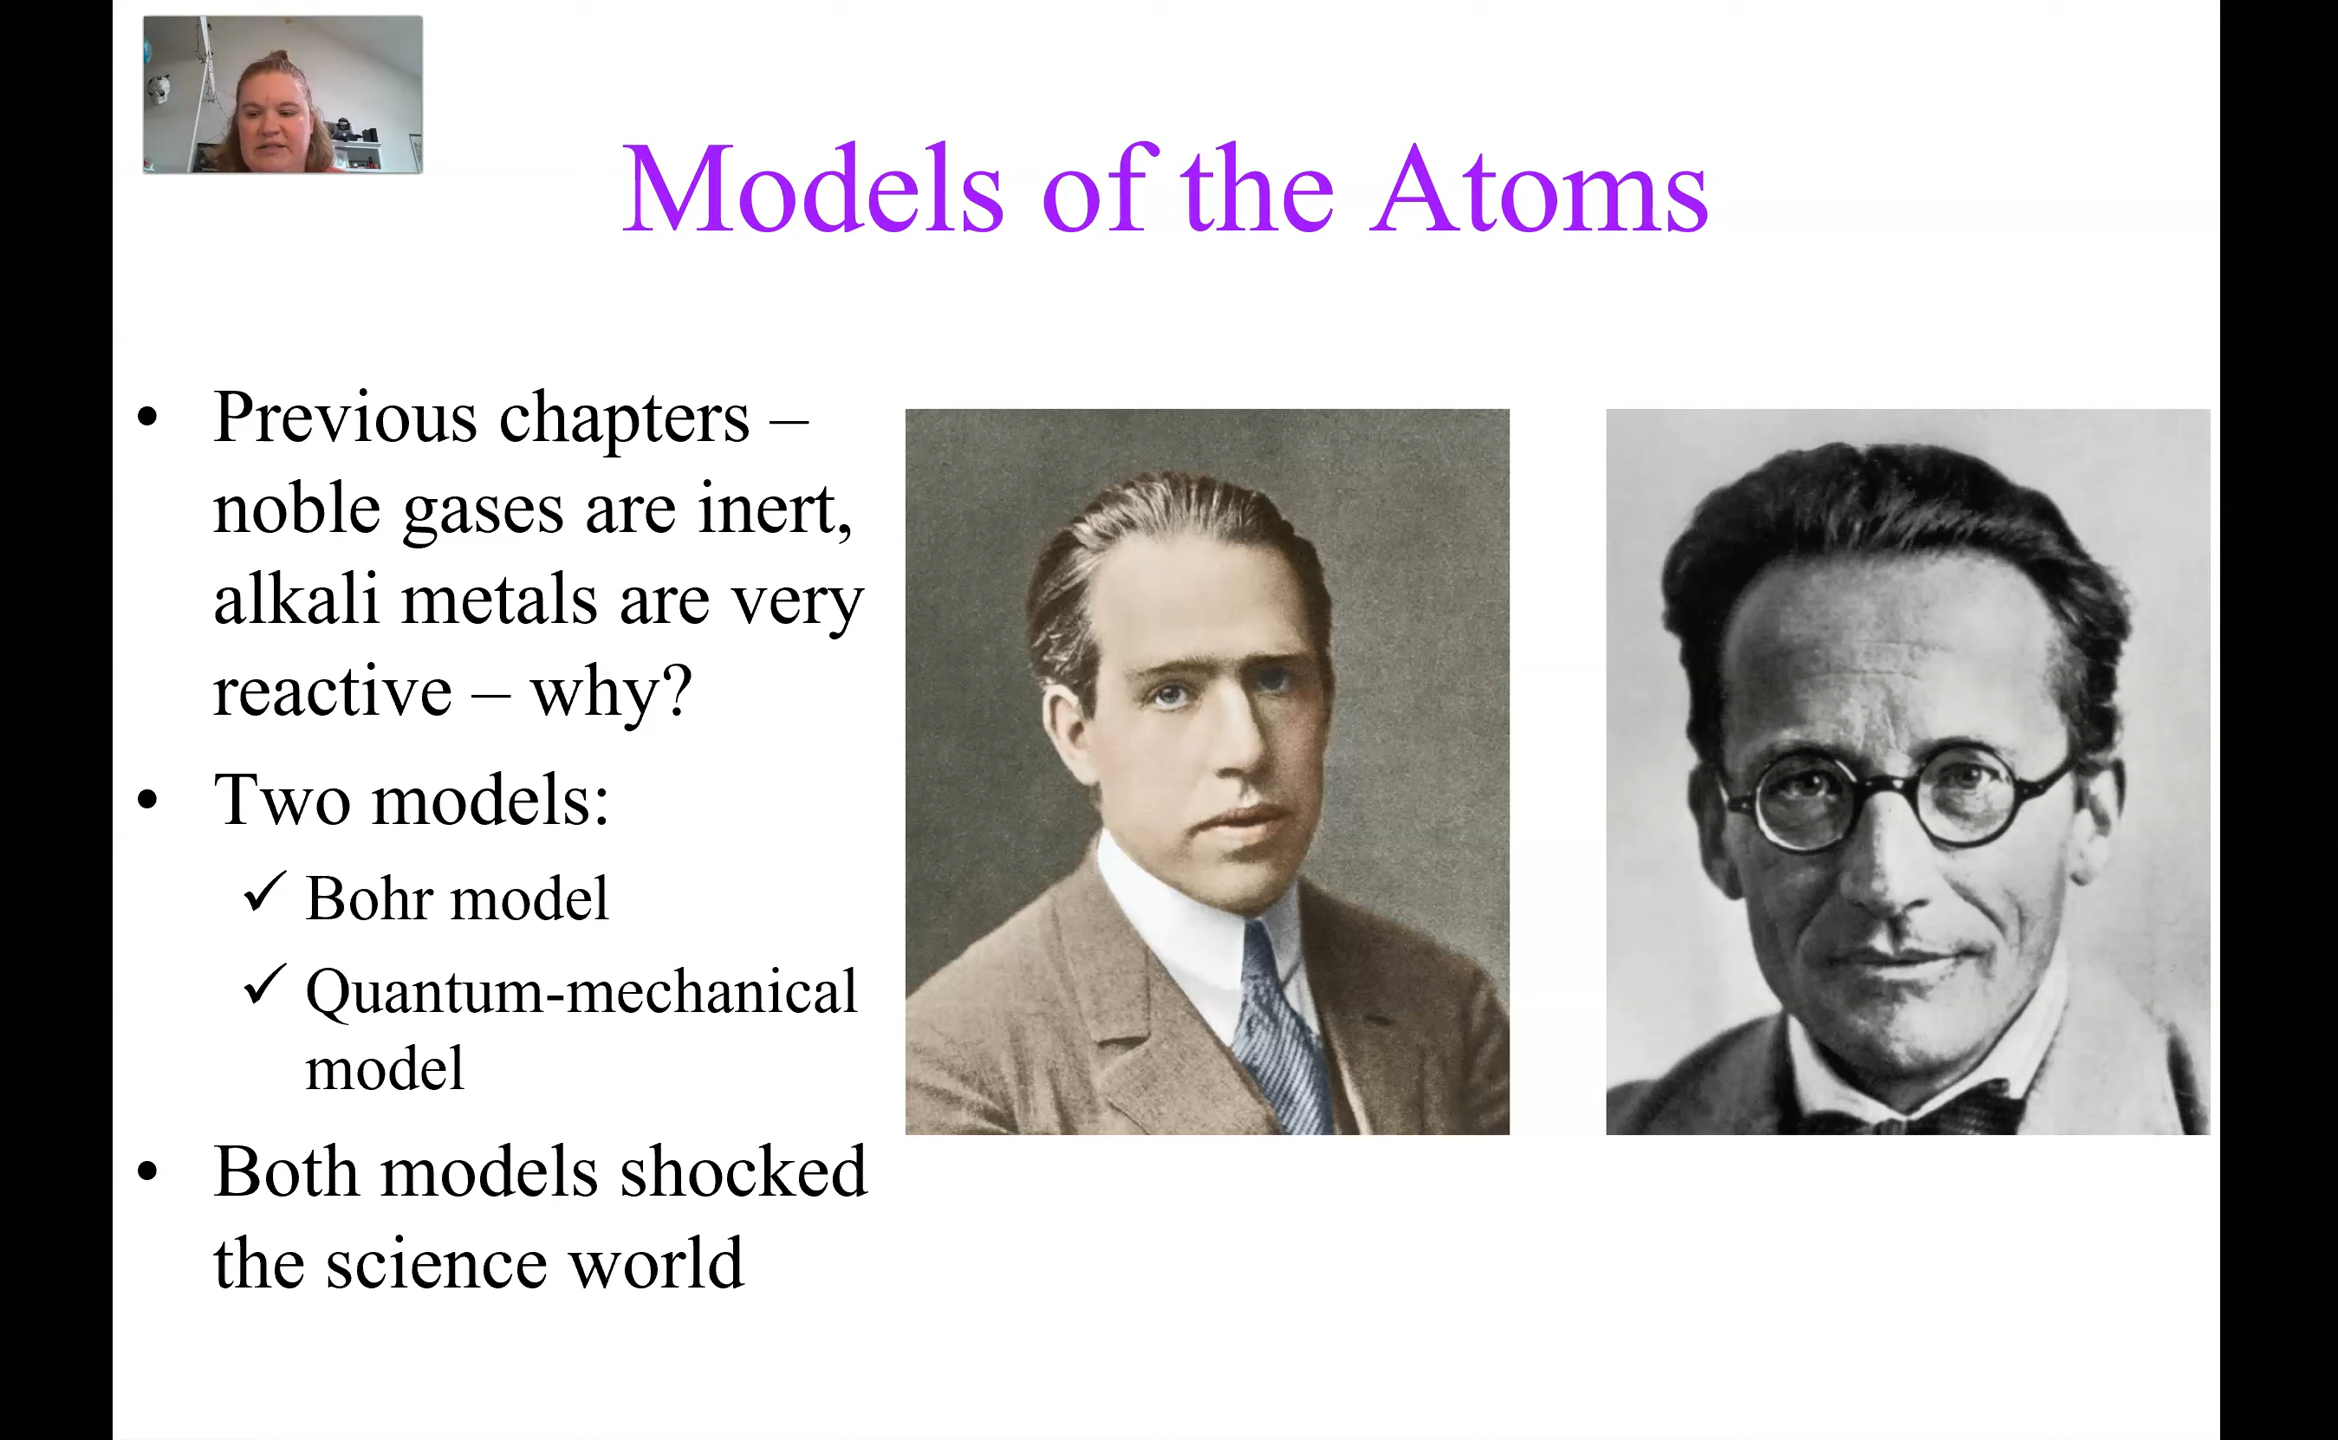 Models of the Atoms
• Previous chapters –
noble gases are inert,
alkali metals are very
reactive – why?
• Two models:
✓ Bohr model
✓ Quantum-mechanical
model
• Both models shocked
the science world